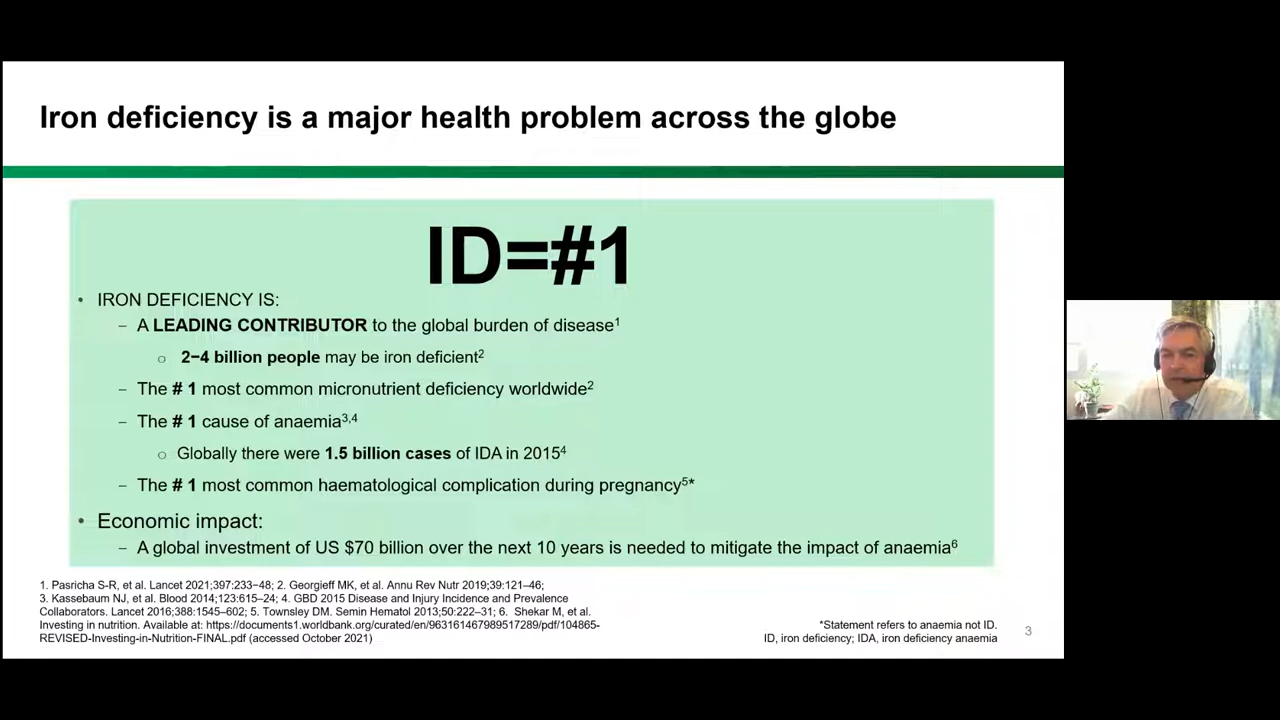 Iron deficiency is a major health problem across the globe
ID=#1
• IRON DEFICIENCY IS:
– A LEADING CONTRIBUTOR to the global burden of disease¹
○ 2–4 billion people may be iron deficient²
– The # 1 most common micronutrient deficiency worldwide²
– The # 1 cause of anaemia³,⁴
○ Globally there were 1.5 billion cases of IDA in 2015⁴
– The # 1 most common haematological complication during pregnancy⁵*
• Economic impact:
– A global investment of US $70 billion over the next 10 years is needed to mitigate the impact of anaemia⁶
1. Pasricha S-R, et al. Lancet 2021;397:233–48; 2. Georgieff MK, et al. Annu Rev Nutr 2019;39:121–46;
3. Kassebaum NJ, et al. Blood 2014;123:615–24; 4. GBD 2015 Disease and Injury Incidence and Prevalence
Collaborators. Lancet 2016;388:1545–602; 5. Townsley DM. Semin Hematol 2013;50:222–31; 6. Shekar M, et al.
Investing in nutrition. Available at: https://documents1.worldbank.org/curated/en/963161467989517289/pdf/104865-
REVISED-Investing-in-Nutrition-FINAL.pdf (accessed October 2021)
*Statement refers to anaemia not ID.
ID, iron deficiency; IDA, iron deficiency anaemia
3